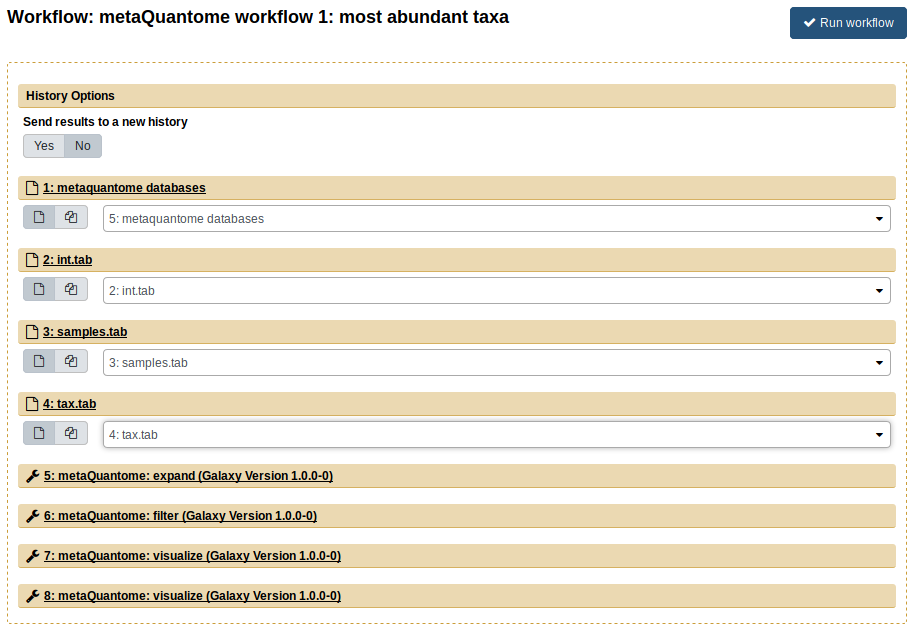 Workflow: metaQuantome workflow 1: most abundant taxa
Run workflow
History Options
Send results to a new history
Yes No
1: metaquantome databases
5: metaquantome databases
2: int.tab
2: int.tab
3: samples.tab
3: samples.tab
4: tax.tab
4: tax.tab
5: metaQuantome: expand (Galaxy Version 1.0.0-0)
6: metaQuantome: filter (Galaxy Version 1.0.0-0)
7: metaQuantome: visualize (Galaxy Version 1.0.0-0)
8: metaQuantome: visualize (Galaxy Version 1.0.0-0)